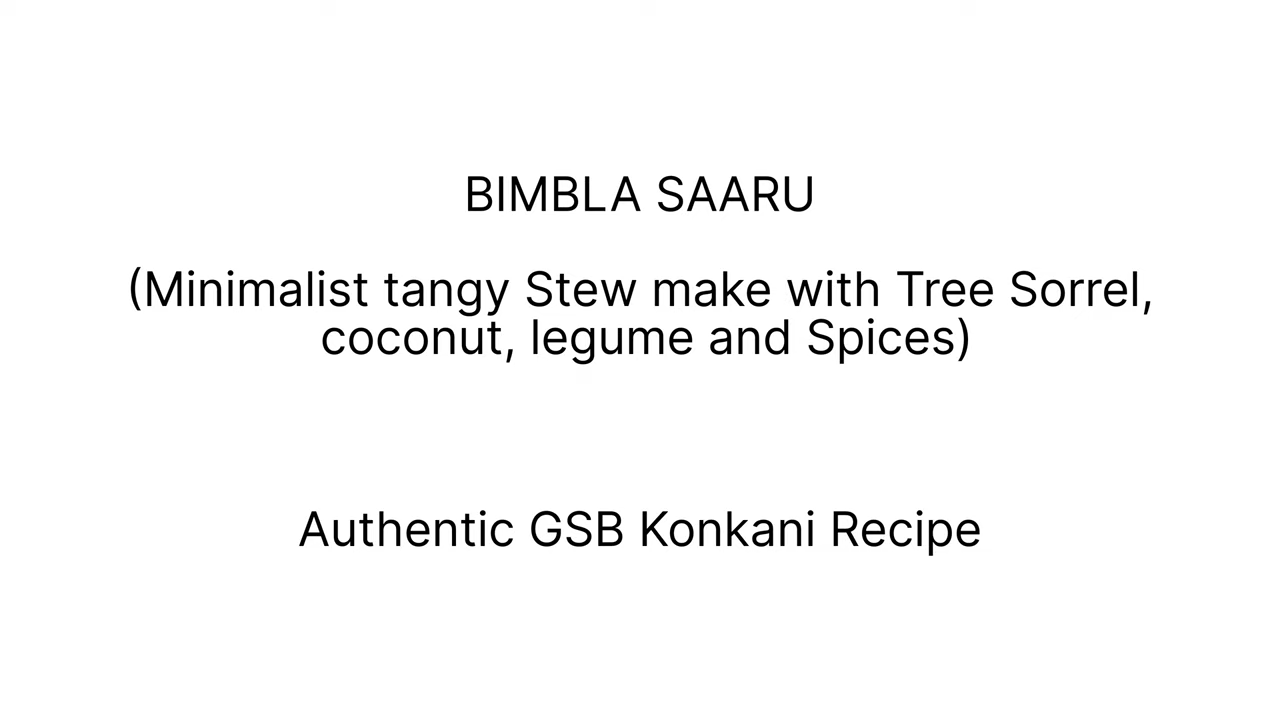 BIMBLA SAARU
(Minimalist tangy Stew make with Tree Sorrel,
coconut, legume and Spices)
Authentic GSB Konkani Recipe